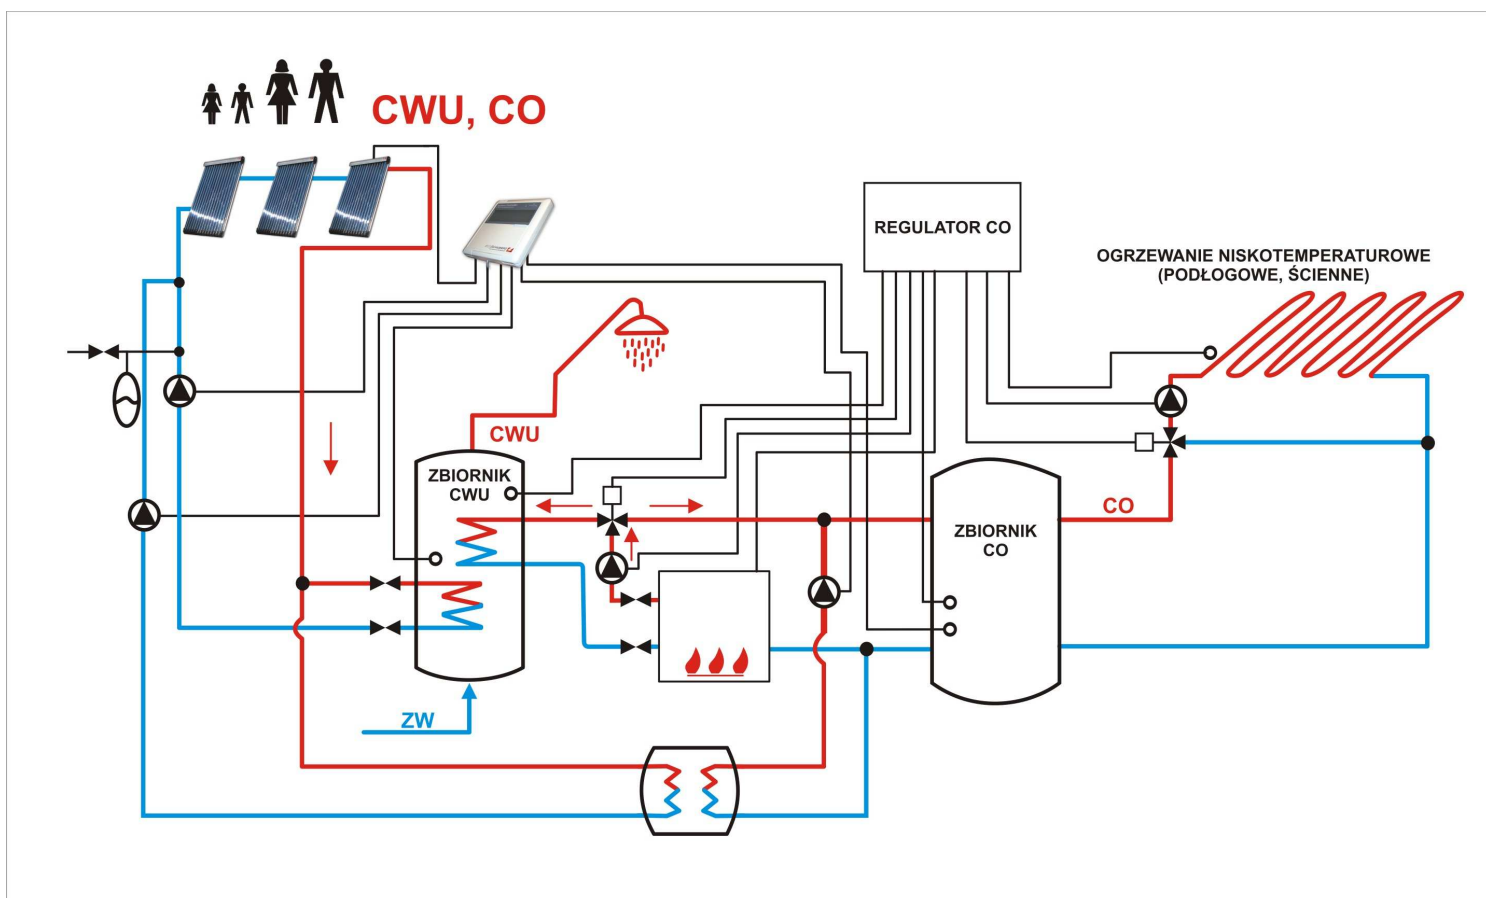 CWU, CO
REGULATOR CO
OGRZEWANIE NISKOTEMPERATUROWE
(PODŁOGOWE, ŚCIENNE)
CWU
ZBIORNIK
CWU
CO
ZBIORNIK
CO
ZW